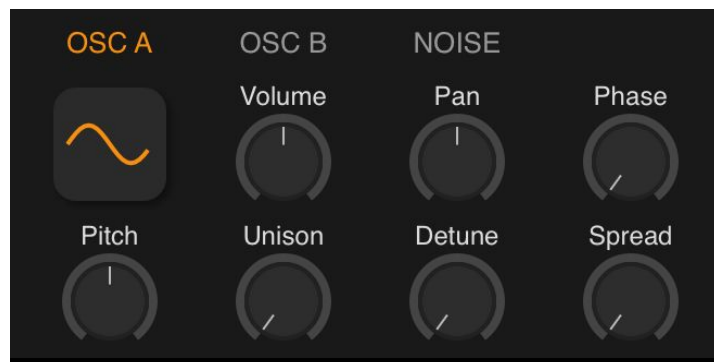 OSC A OSC B NOISE
Volume Pan Phase
Pitch Unison Detune Spread